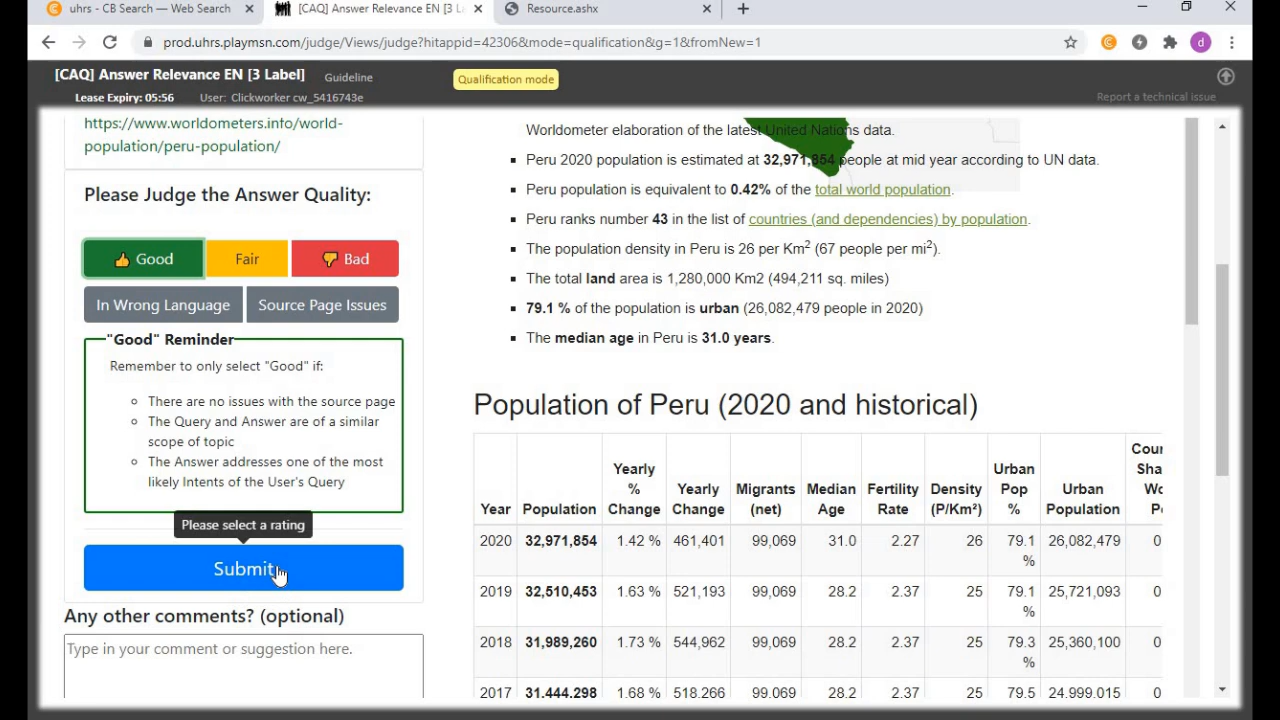 uhrs - CB Search — Web Search
[CAQ] Answer Relevance EN [3 L
Resource.ashx
prod.uhrs.playmsn.com/judge/Views/judge?hitappid=42306&mode=qualification&g=1&fromNew=1
d
[CAQ] Answer Relevance EN [3 Label]
Guideline
Qualification mode
Lease Expiry: 05:56 User: Clickworker cw_5416743e
Report a technical issue
https://www.worldometers.info/world-
population/peru-population/
Please Judge the Answer Quality:
Good
Fair
Bad
In Wrong Language
Source Page Issues
"Good" Reminder
Remember to only select "Good" if:
There are no issues with the source page
The Query and Answer are of a similar
scope of topic
The Answer addresses one of the most
likely Intents of the User's Query
Please select a rating
Submit
Any other comments? (optional)
Type in your comment or suggestion here.
Worldometer elaboration of the latest United Nations data.
Peru 2020 population is estimated at 32,971,854 people at mid year according to UN data.
Peru population is equivalent to 0.42% of the total world population.
Peru ranks number 43 in the list of countries (and dependencies) by population.
The population density in Peru is 26 per Km² (67 people per mi²).
The total land area is 1,280,000 Km2 (494,211 sq. miles)
79.1 % of the population is urban (26,082,479 people in 2020)
The median age in Peru is 31.0 years.
Population of Peru (2020 and historical)
Year Population Yearly % Change Yearly Change Migrants (net) Median Age Fertility Rate Density (P/Km²) Urban Pop % Urban Population Cour Sha Wo P
2020 32,971,854 1.42 % 461,401 99,069 31.0 2.27 26 79.1 % 26,082,479 0
2019 32,510,453 1.63 % 521,193 99,069 28.2 2.37 25 79.1 % 25,721,093 0
2018 31,989,260 1.73 % 544,962 99,069 28.2 2.37 25 79.3 % 25,360,100 0
2017 31,444,298 1.68 % 518,266 99,069 28.2 2.37 25 79.5 24,999,015 0